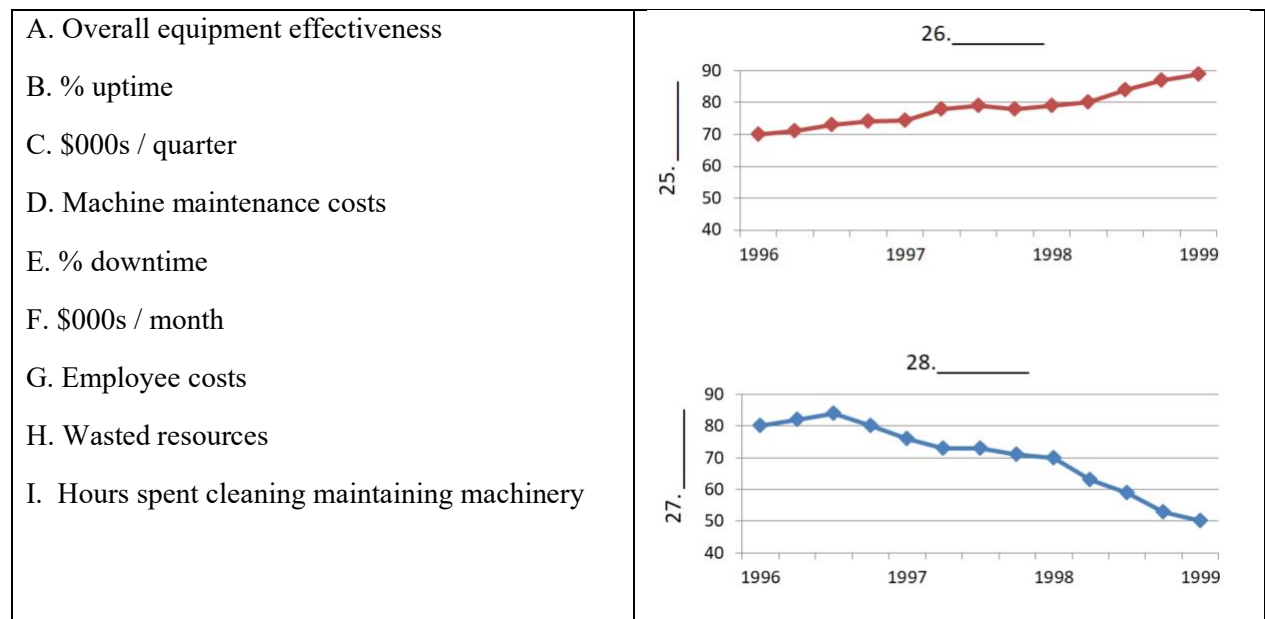 A. Overall equipment effectiveness
B. % uptime
C. $000s / quarter
D. Machine maintenance costs
E. % downtime
F. $000s / month
G. Employee costs
H. Wasted resources
I. Hours spent cleaning maintaining machinery
26.________
25.________
90
80
70
60
50
40
1996 1997 1998 1999
28.________
27.________
90
80
70
60
50
40
1996 1997 1998 1999